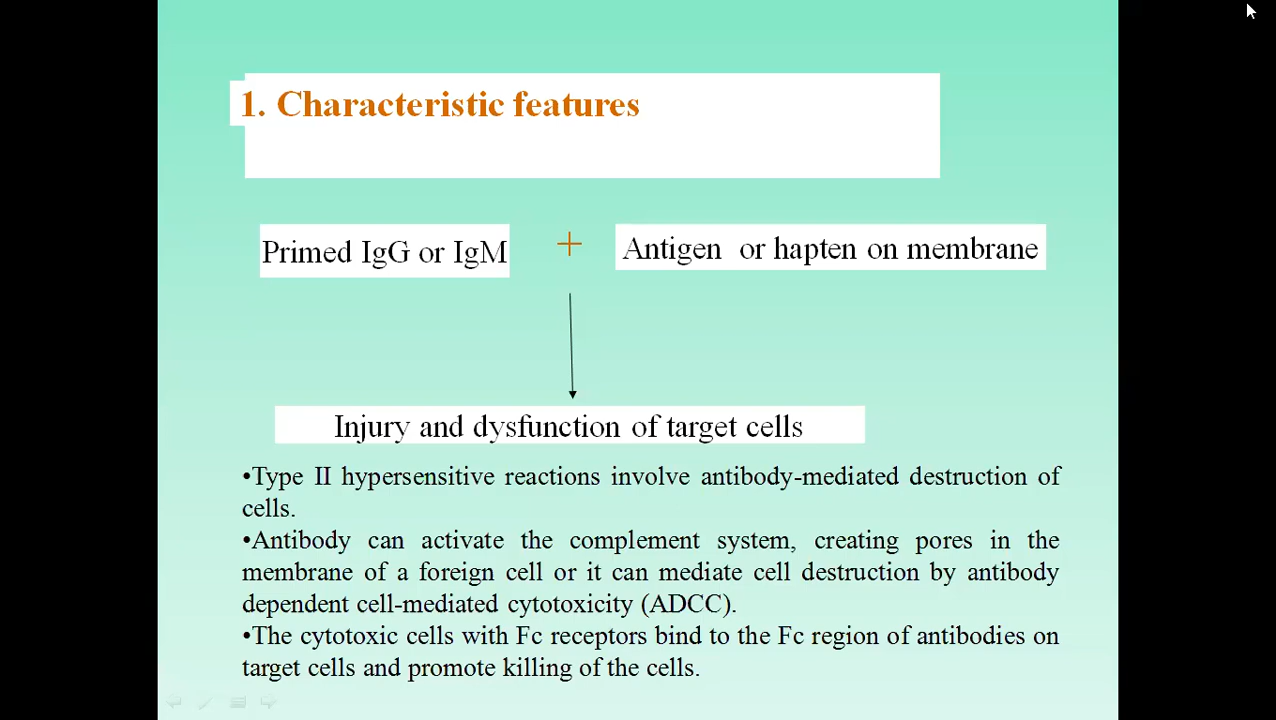 1. Characteristic features
Primed IgG or IgM + Antigen or hapten on membrane
Injury and dysfunction of target cells
•Type II hypersensitive reactions involve antibody-mediated destruction of
cells.
•Antibody can activate the complement system, creating pores in the
membrane of a foreign cell or it can mediate cell destruction by antibody
dependent cell-mediated cytotoxicity (ADCC).
•The cytotoxic cells with Fc receptors bind to the Fc region of antibodies on
target cells and promote killing of the cells.